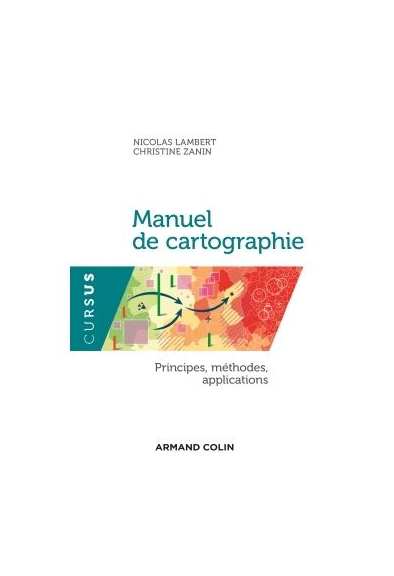 NICOLAS LAMBERT
CHRISTINE ZANIN
Manuel
de cartographie
CURSUS
Principes, méthodes,
applications
ARMAND COLIN